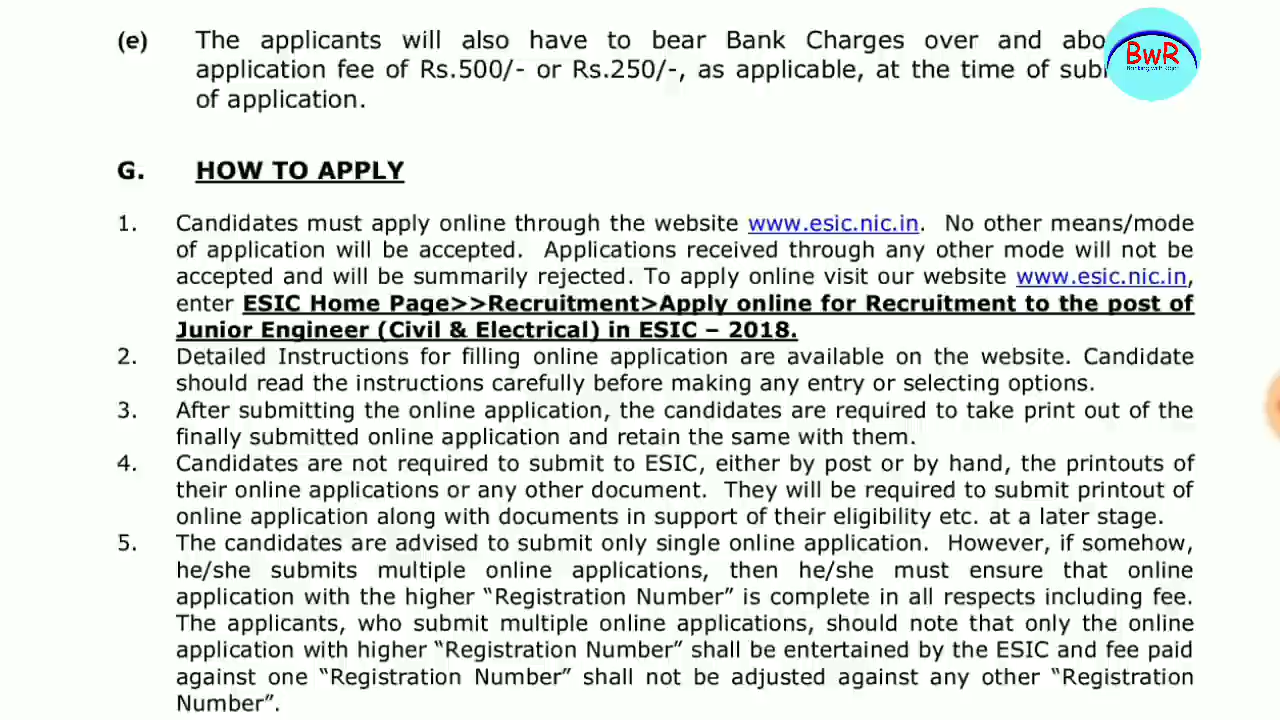 (e) The applicants will also have to bear Bank Charges over and
application fee of Rs.500/- or Rs.250/-, as applicable, at the time of
of application.
BwR
G. HOW TO APPLY
1. Candidates must apply online through the website www.esic.nic.in. No other means/mode
of application will be accepted. Applications received through any other mode will not be
accepted and will be summarily rejected. To apply online visit our website www.esic.nic.in,
enter ESIC Home Page>>Recruitment>Apply online for Recruitment to the post of
Junior Engineer (Civil & Electrical) in ESIC – 2018.
2. Detailed Instructions for filling online application are available on the website. Candidate
should read the instructions carefully before making any entry or selecting options.
3. After submitting the online application, the candidates are required to take print out of the
finally submitted online application and retain the same with them.
4. Candidates are not required to submit to ESIC, either by post or by hand, the printouts of
their online applications or any other document. They will be required to submit printout of
online application along with documents in support of their eligibility etc. at a later stage.
5. The candidates are advised to submit only single online application. However, if somehow,
he/she submits multiple online applications, then he/she must ensure that online
application with the higher “Registration Number” is complete in all respects including fee.
The applicants, who submit multiple online applications, should note that only the online
application with higher “Registration Number” shall be entertained by the ESIC and fee paid
against one “Registration Number” shall not be adjusted against any other “Registration
Number”.